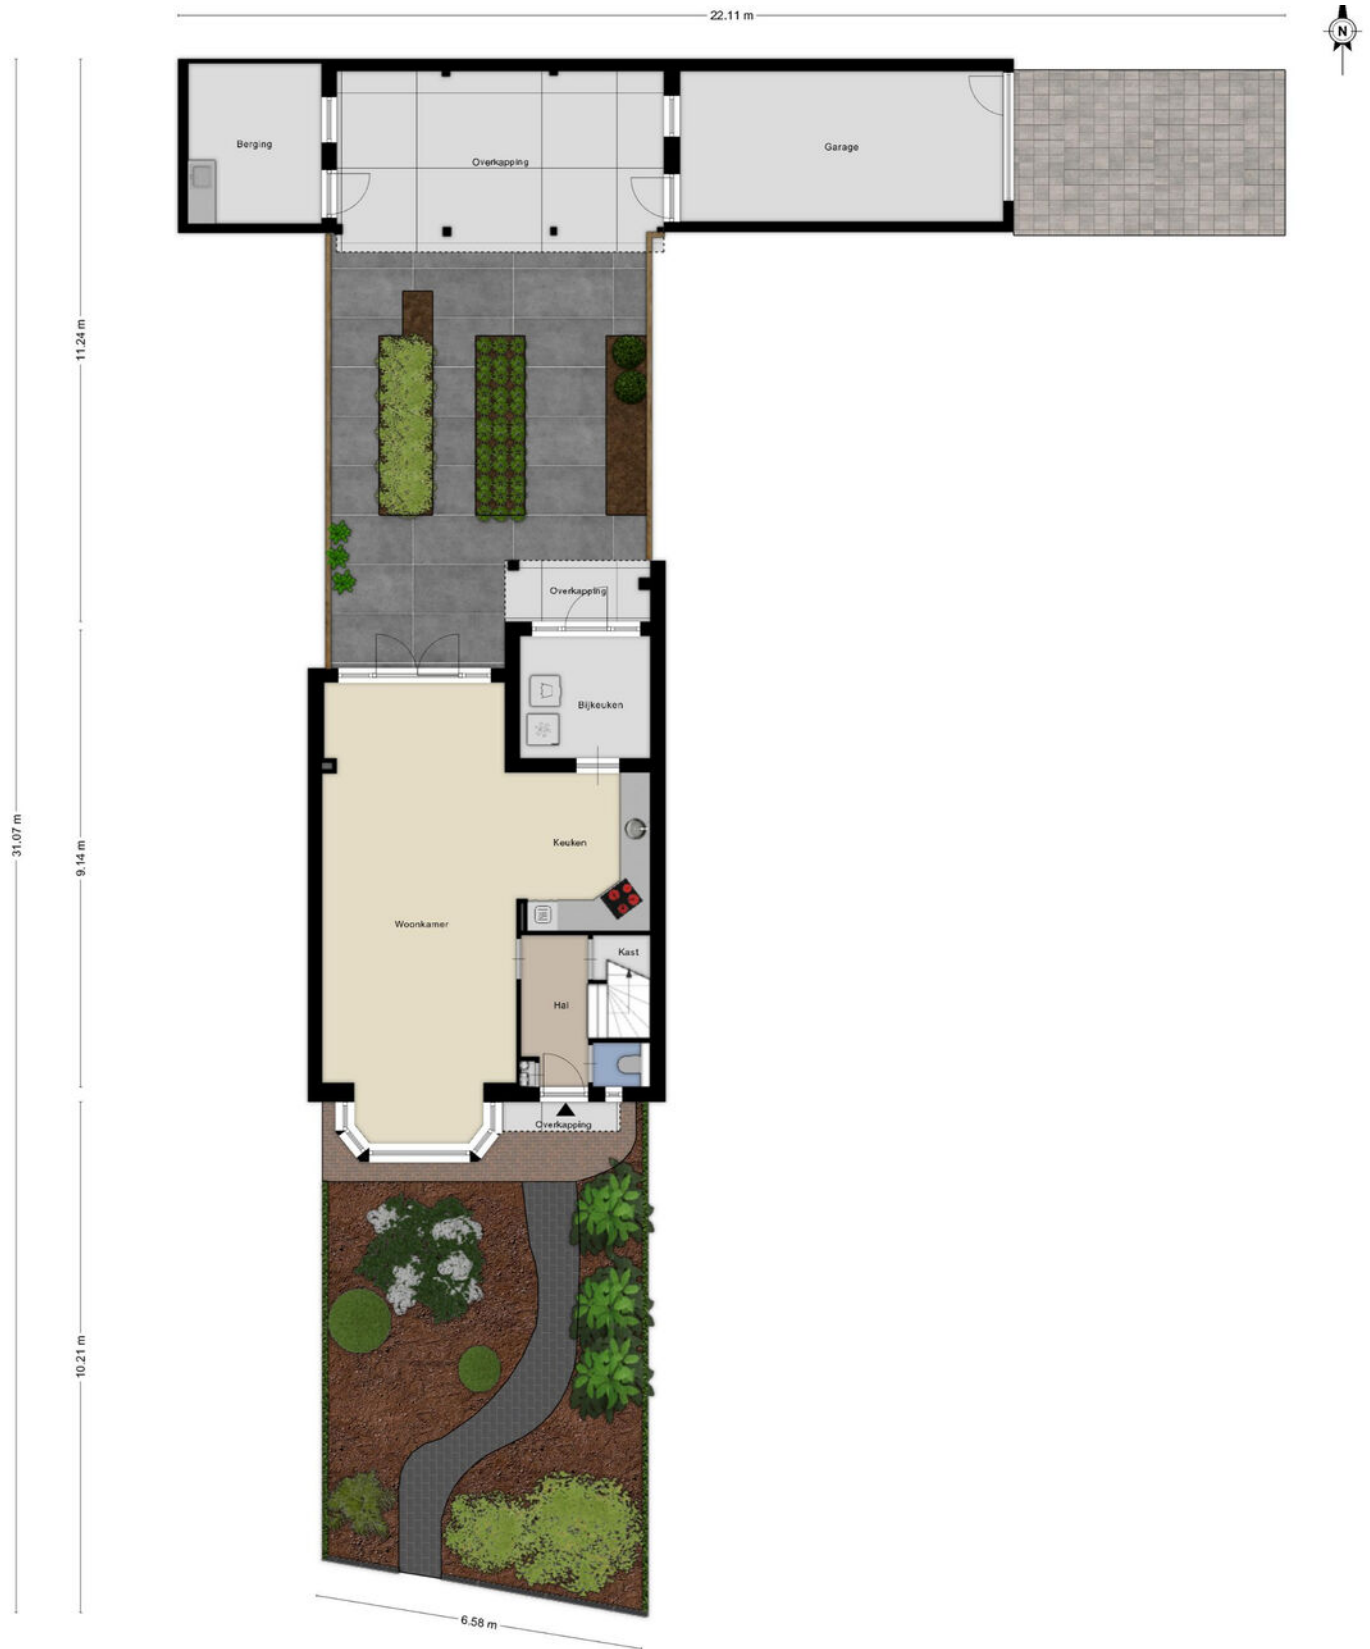 22.11 m
N
Berging
Overkapping
Garage
11.24 m
Overkapping
Bijkeuken
31.07 m
9.14 m
Keuken
Woonkamer
Kast
Hal
Overkapping
10.21 m
6.58 m